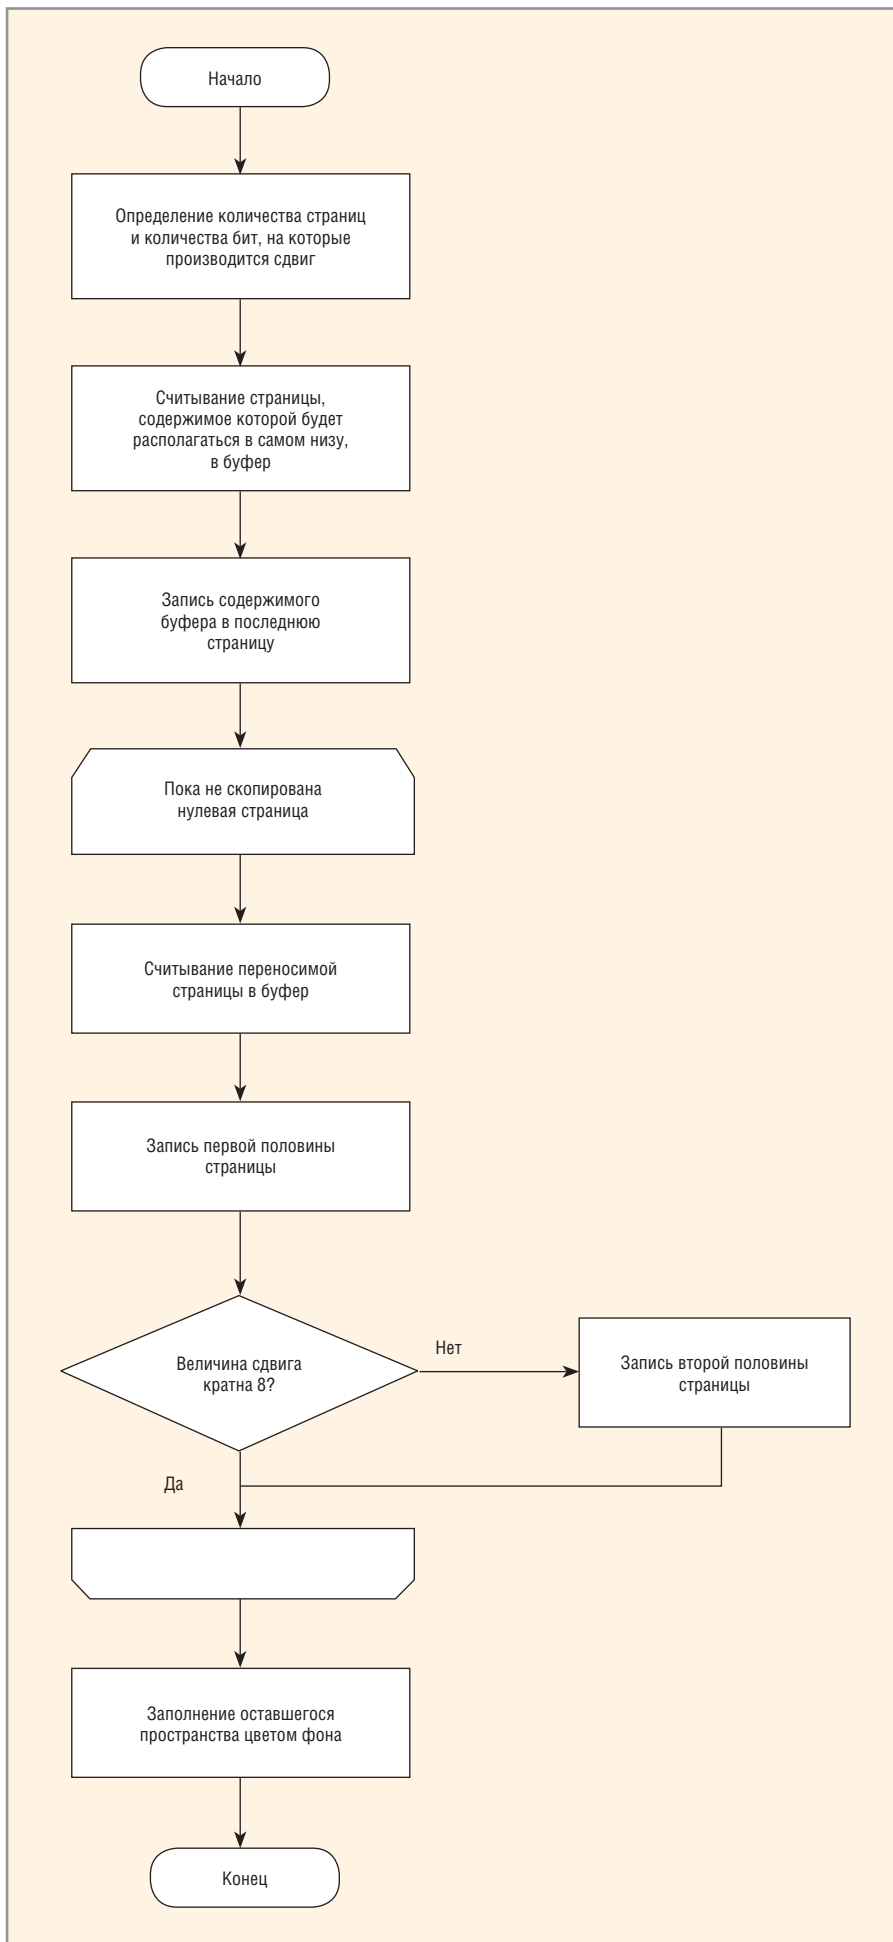 Начало
Определение количества страниц
и количества бит, на которые
производится сдвиг
Считывание страницы,
содержимое которой будет
располагаться в самом низу,
в буфер
Запись содержимого
буфера в последнюю
страницу
Пока не скопирована
нулевая страница
Считывание переносимой
страницы в буфер
Запись первой половины
страницы
Величина сдвига
кратна 8?
Нет
Запись второй половины
страницы
Да
Заполнение оставшегося
пространства цветом фона
Конец